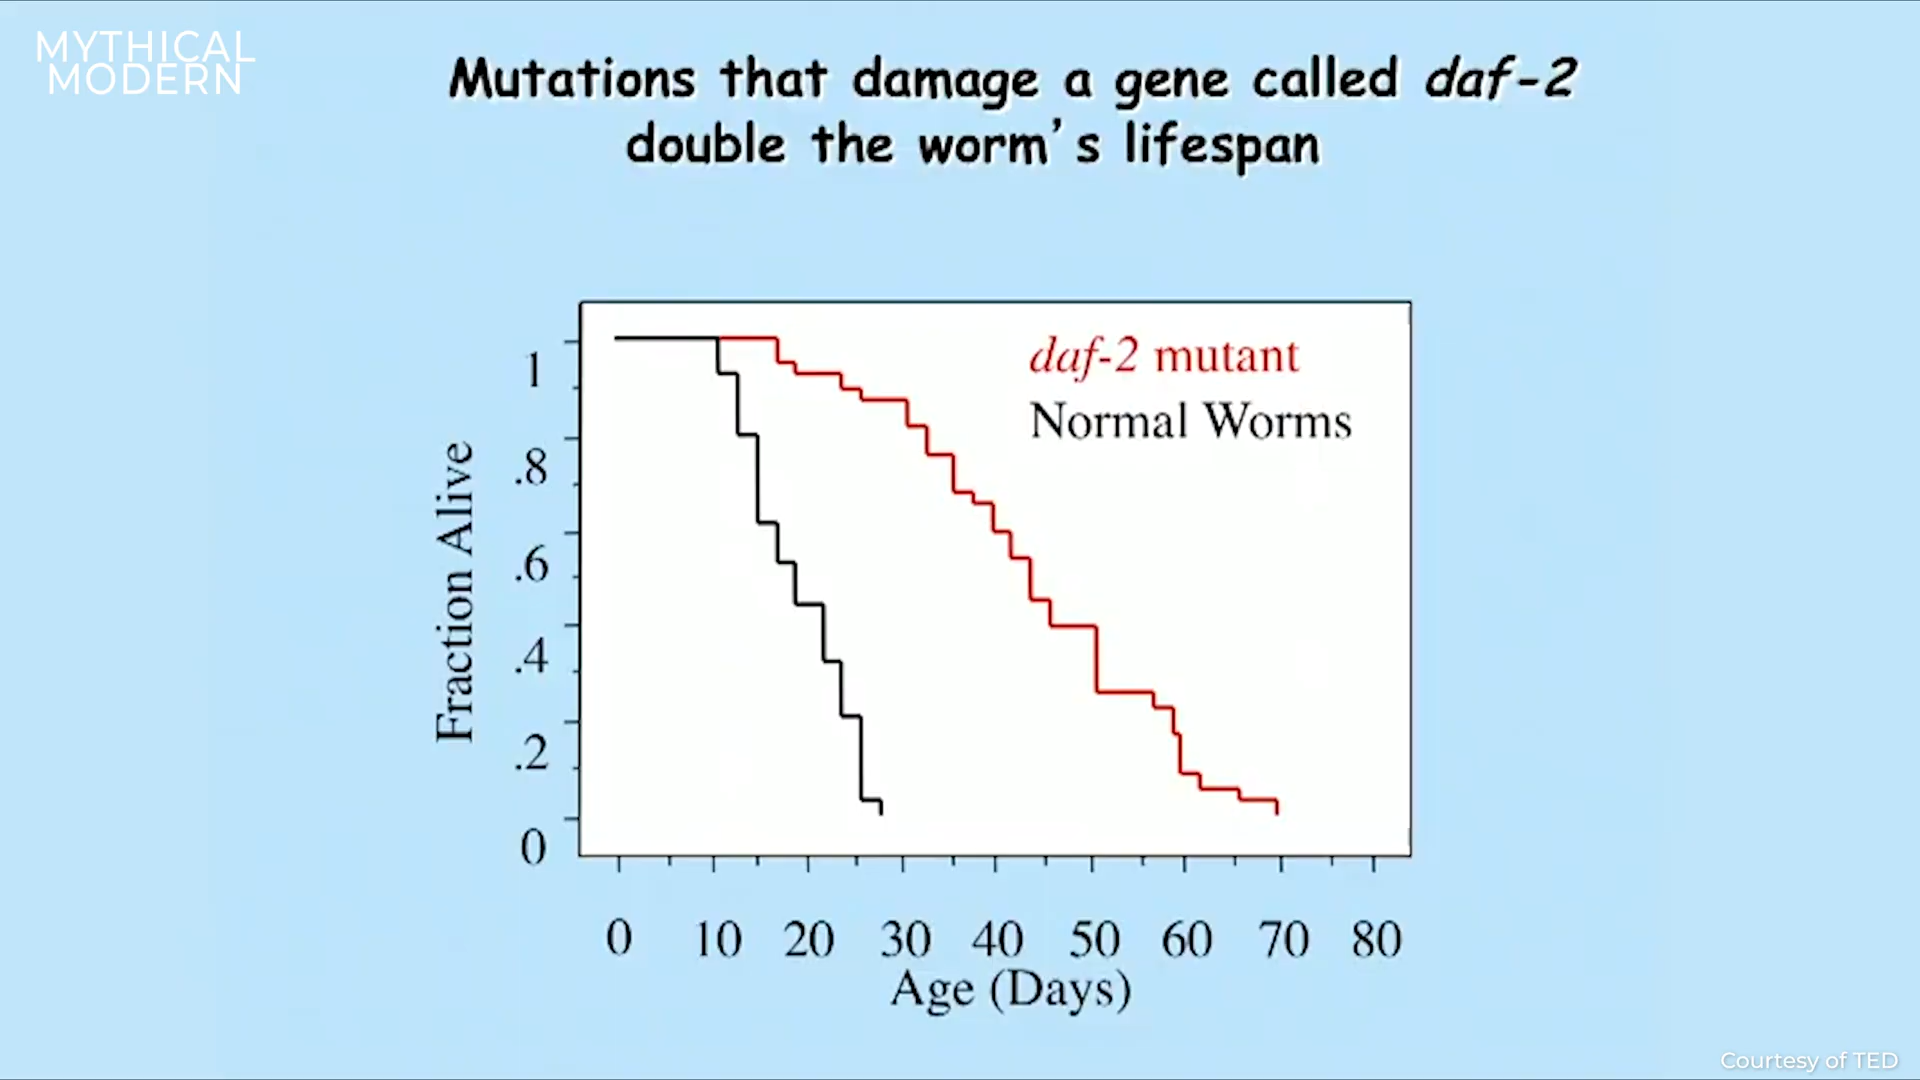 MYTHICAL
MODERN
Mutations that damage a gene called daf-2
double the worm's lifespan
daf-2 mutant
Normal Worms
Fraction Alive
1
.8
.6
.4
.2
0
0 10 20 30 40 50 60 70 80
Age (Days)
Courtesy of TED